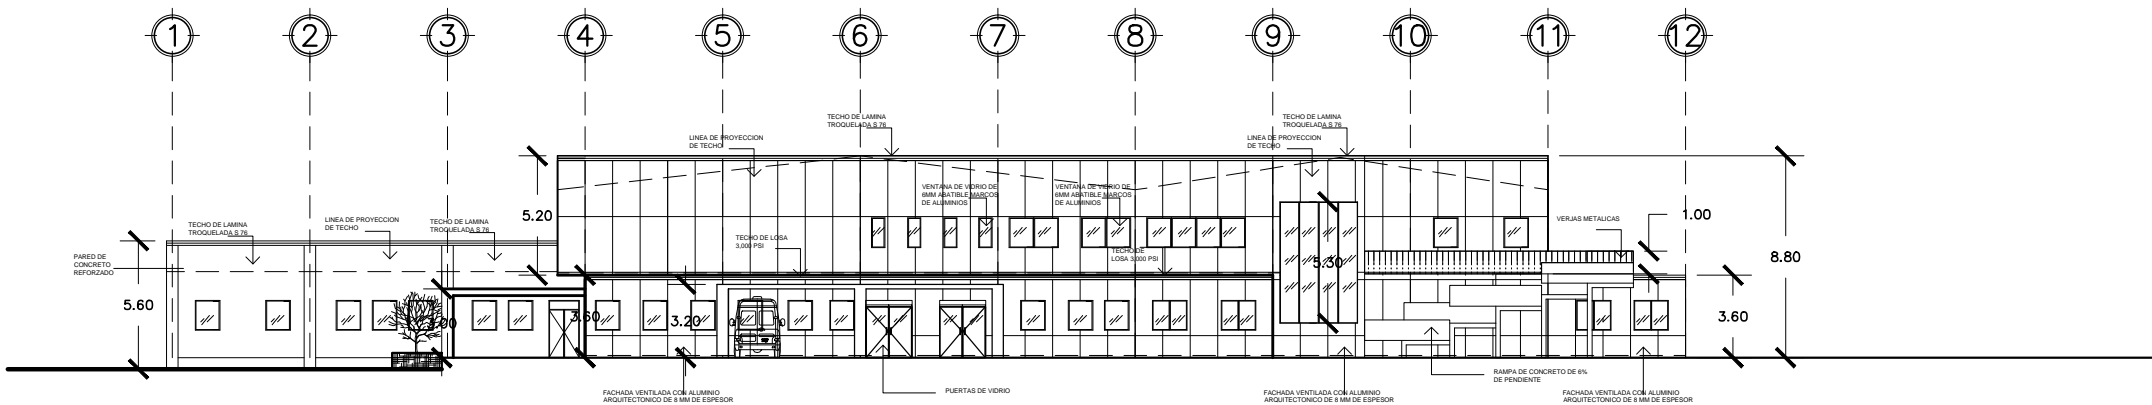 1
2
3
4
5
6
7
8
9
10
11
12
TECHO DE LAMINA
TROQUELADA S 76
TECHO DE LAMINA
TROQUELADA S 76
LINEA DE PROYECCION
DE TECHO
LINEA DE PROYECCION
DE TECHO
VENTANA DE VIDRIO DE
6MM ABATIBLE MARCOS
DE ALUMINIOS
VENTANA DE VIDRIO DE
6MM ABATIBLE MARCOS
DE ALUMINIOS
5.20
TECHO DE LAMINA
TROQUELADA S 76
LINEA DE PROYECCION
DE TECHO
TECHO DE LAMINA
TROQUELADA S 76
VERJAS METALICAS
1.00
TECHO DE LOSA
3,000 PSI
TECHO DE
LOSA 3,000 PSI
PARED DE
CONCRETO
REFORZADO
5.30
8.80
5.60
3.00
3.60
3.20
3.60
RAMPA DE CONCRETO DE 6%
DE PENDIENTE
PUERTAS DE VIDRIO
FACHADA VENTILADA CON ALUMINIO
ARQUITECTONICO DE 8 MM DE ESPESOR
FACHADA VENTILADA CON ALUMINIO
ARQUITECTONICO DE 8 MM DE ESPESOR
FACHADA VENTILADA CON ALUMINIO
ARQUITECTONICO DE 8 MM DE ESPESOR